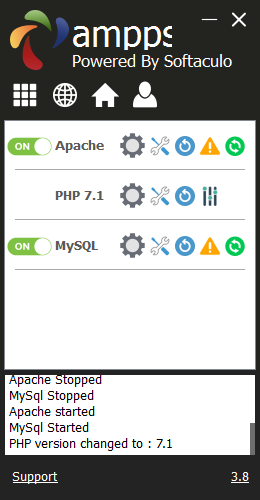 ampps
Powered By Softaculo
ON Apache
PHP 7.1
ON MySQL
Apache Stopped
MySql Stopped
Apache started
MySql Started
PHP version changed to : 7.1
Support 3.8